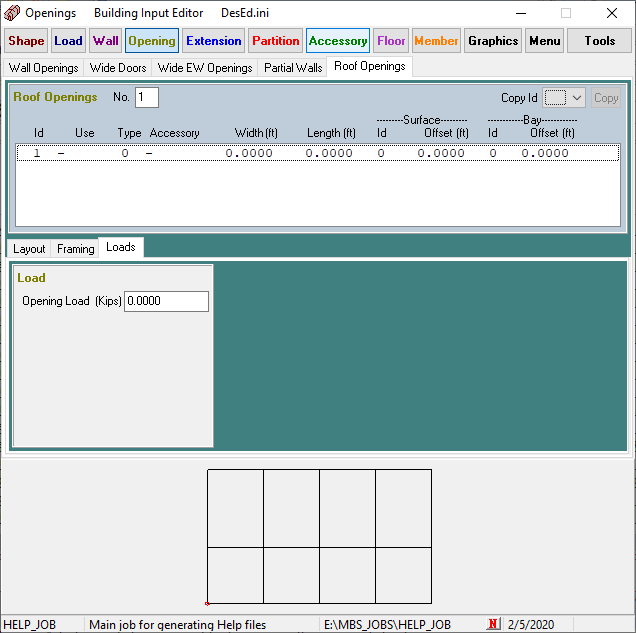 Openings Building Input Editor DesEd.ini
Shape Load Wall Opening Extension Partition Accessory Floor Member Graphics Menu Tools
Wall Openings Wide Doors Wide EW Openings Partial Walls Roof Openings
Roof Openings No. 1 Copy Id Copy
--------Surface-------- -----------Bay-----------
Id Use Type Accessory Width (ft) Length (ft) Id Offset (ft) Id Offset (ft)
1 - 0 - 0.0000 0.0000 0 0.0000 0 0.0000
Layout Framing Loads
Load
Opening Load (Kips) 0.0000
HELP_JOB Main job for generating Help files E:\MBS_JOBS\HELP_JOB N 2/5/2020